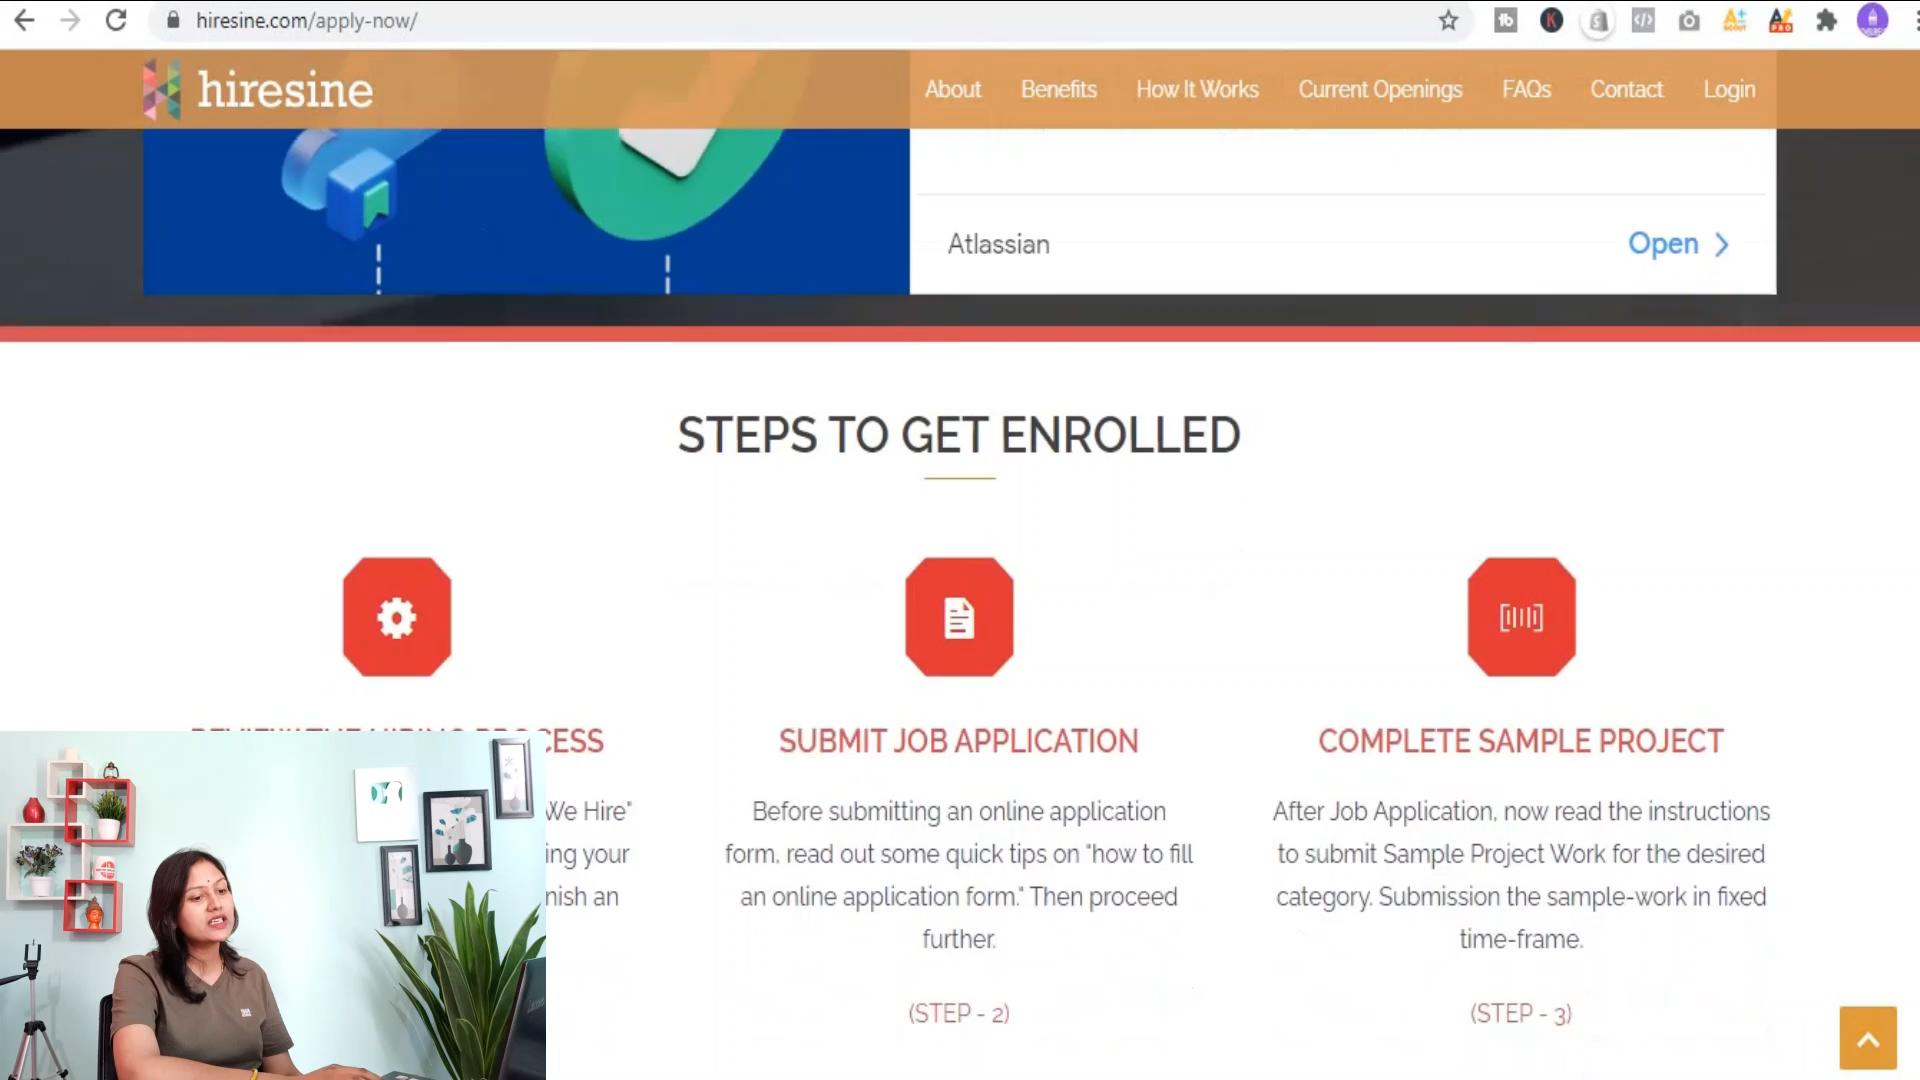 hiresine.com/apply-now/
hiresine
About Benefits How It Works Current Openings FAQs Contact Login
Atlassian Open
STEPS TO GET ENROLLED
PROCESS
We Hire"
ing your
nish an
SUBMIT JOB APPLICATION
Before submitting an online application
form, read out some quick tips on "how to fill
an online application form." Then proceed
further.
(STEP - 2)
COMPLETE SAMPLE PROJECT
After Job Application, now read the instructions
to submit Sample Project Work for the desired
category. Submission the sample-work in fixed
time-frame.
(STEP - 3)